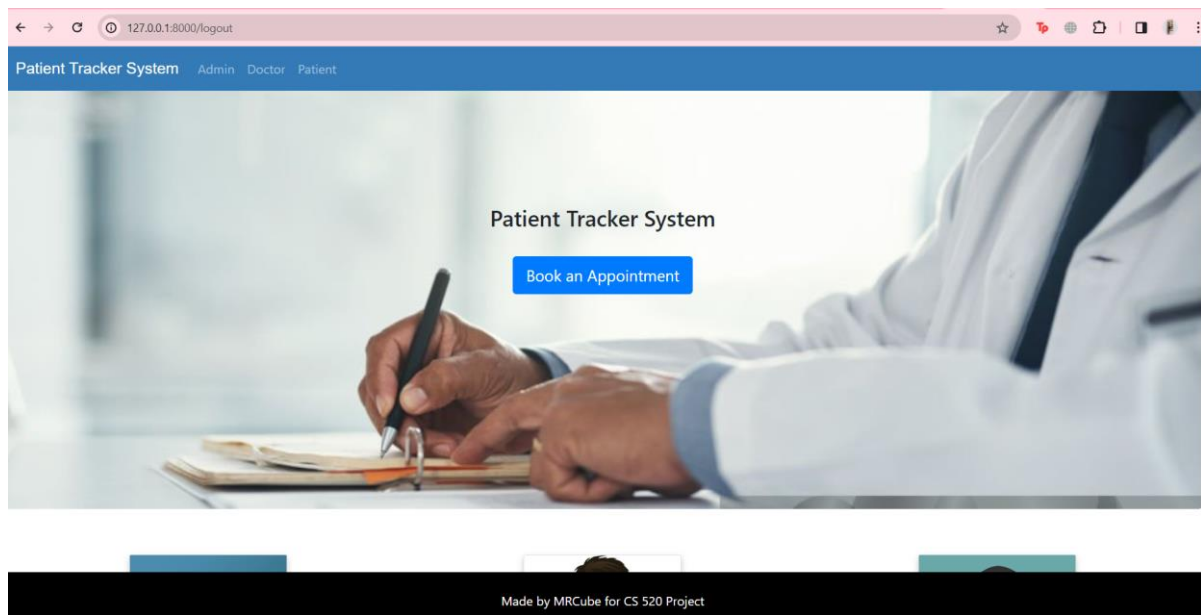 127.0.0.1:8000/logout
Tp
Patient Tracker System Admin Doctor Patient
Patient Tracker System
Book an Appointment
Made by MRCube for CS 520 Project